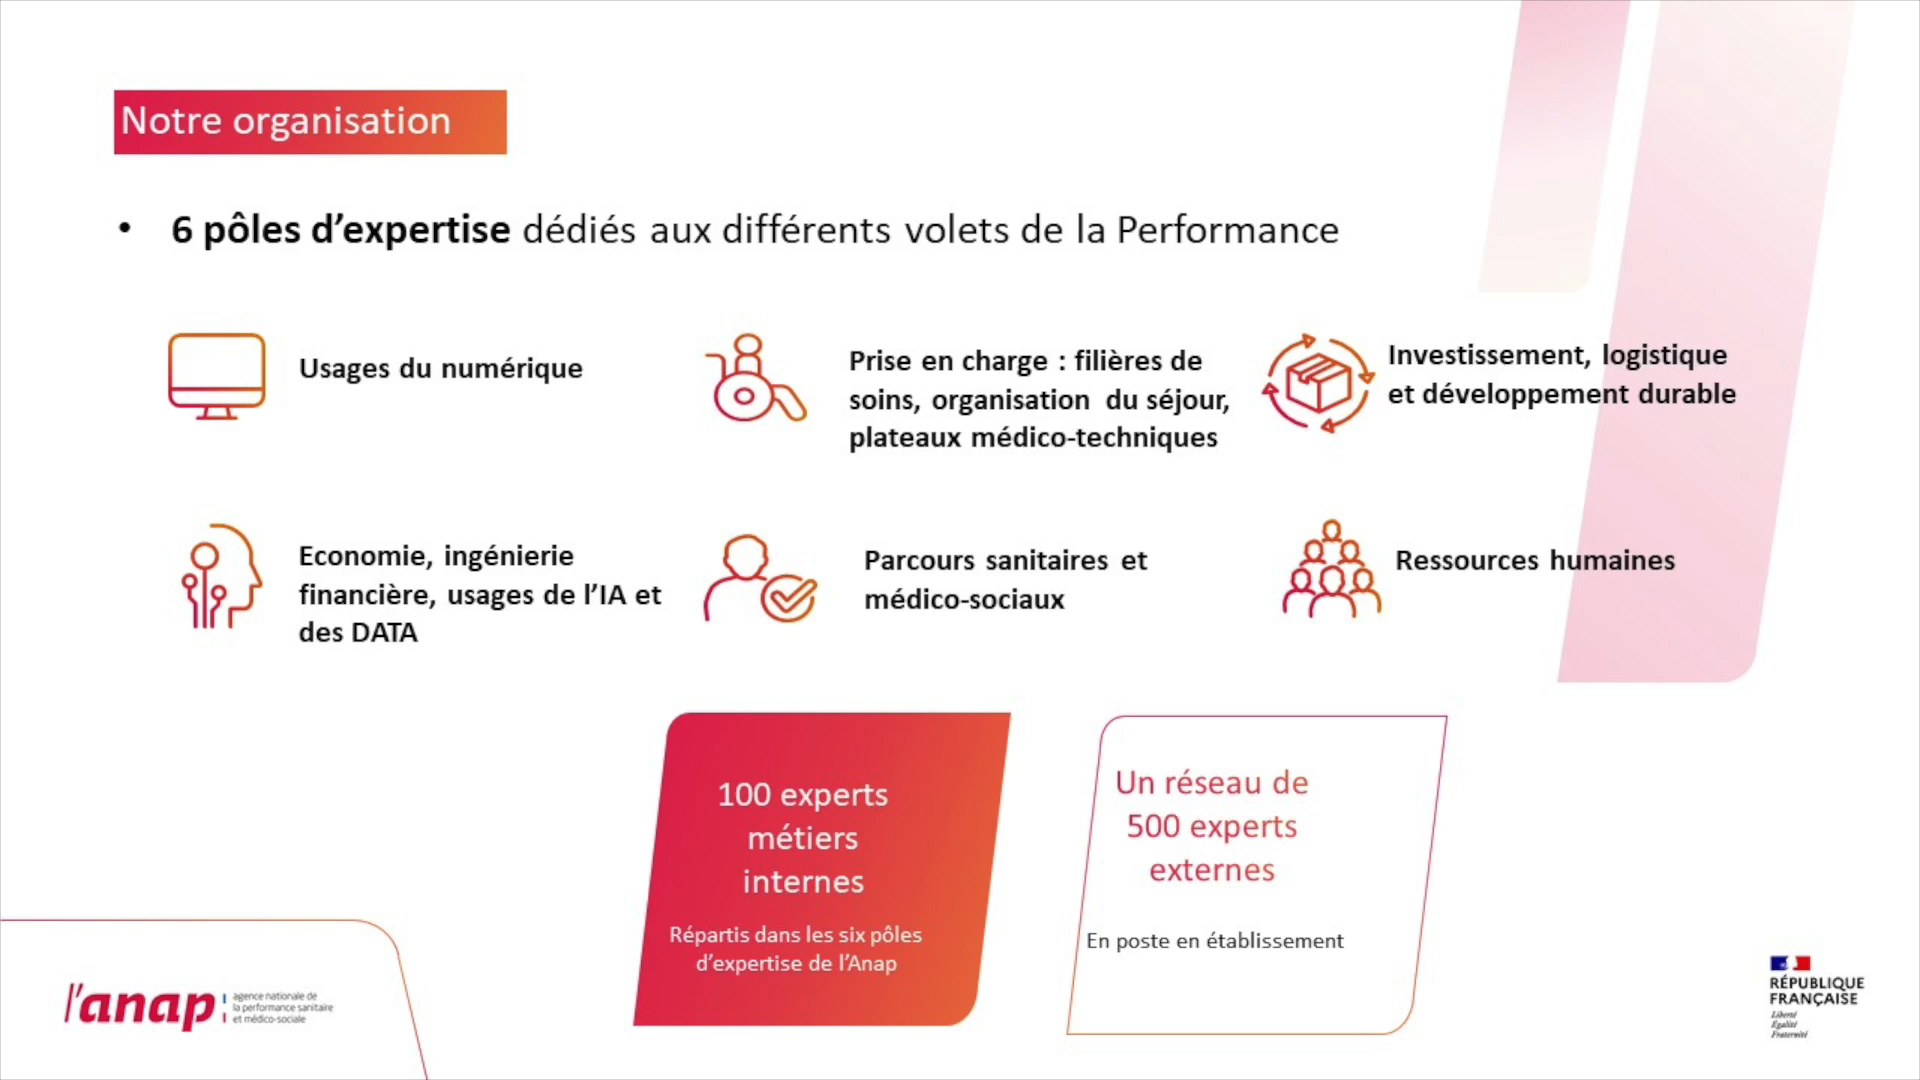 Notre organisation
• 6 pôles d’expertise dédiés aux différents volets de la Performance
Usages du numérique
Prise en charge : filières de
soins, organisation du séjour,
plateaux médico-techniques
Investissement, logistique
et développement durable
Economie, ingénierie
financière, usages de l’IA et
des DATA
Parcours sanitaires et
médico-sociaux
Ressources humaines
100 experts
métiers
internes
Répartis dans les six pôles
d’expertise de l’Anap
Un réseau de
500 experts
externes
En poste en établissement
l'anap
agence nationale de
la performance sanitaire
et médico-sociale
RÉPUBLIQUE
FRANÇAISE
Liberté
Égalité
Fraternité